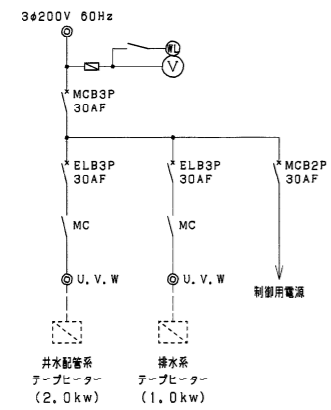 3φ200V 60Hz
WL
V
MCB3P
30AF
ELB3P
30AF
ELB3P
30AF
MCB2P
30AF
MC
MC
U.V.W
U.V.W
制御用電源
井水配管系
テープヒーター
(2.0kw)
排水系
テープヒーター
(1.0kw)